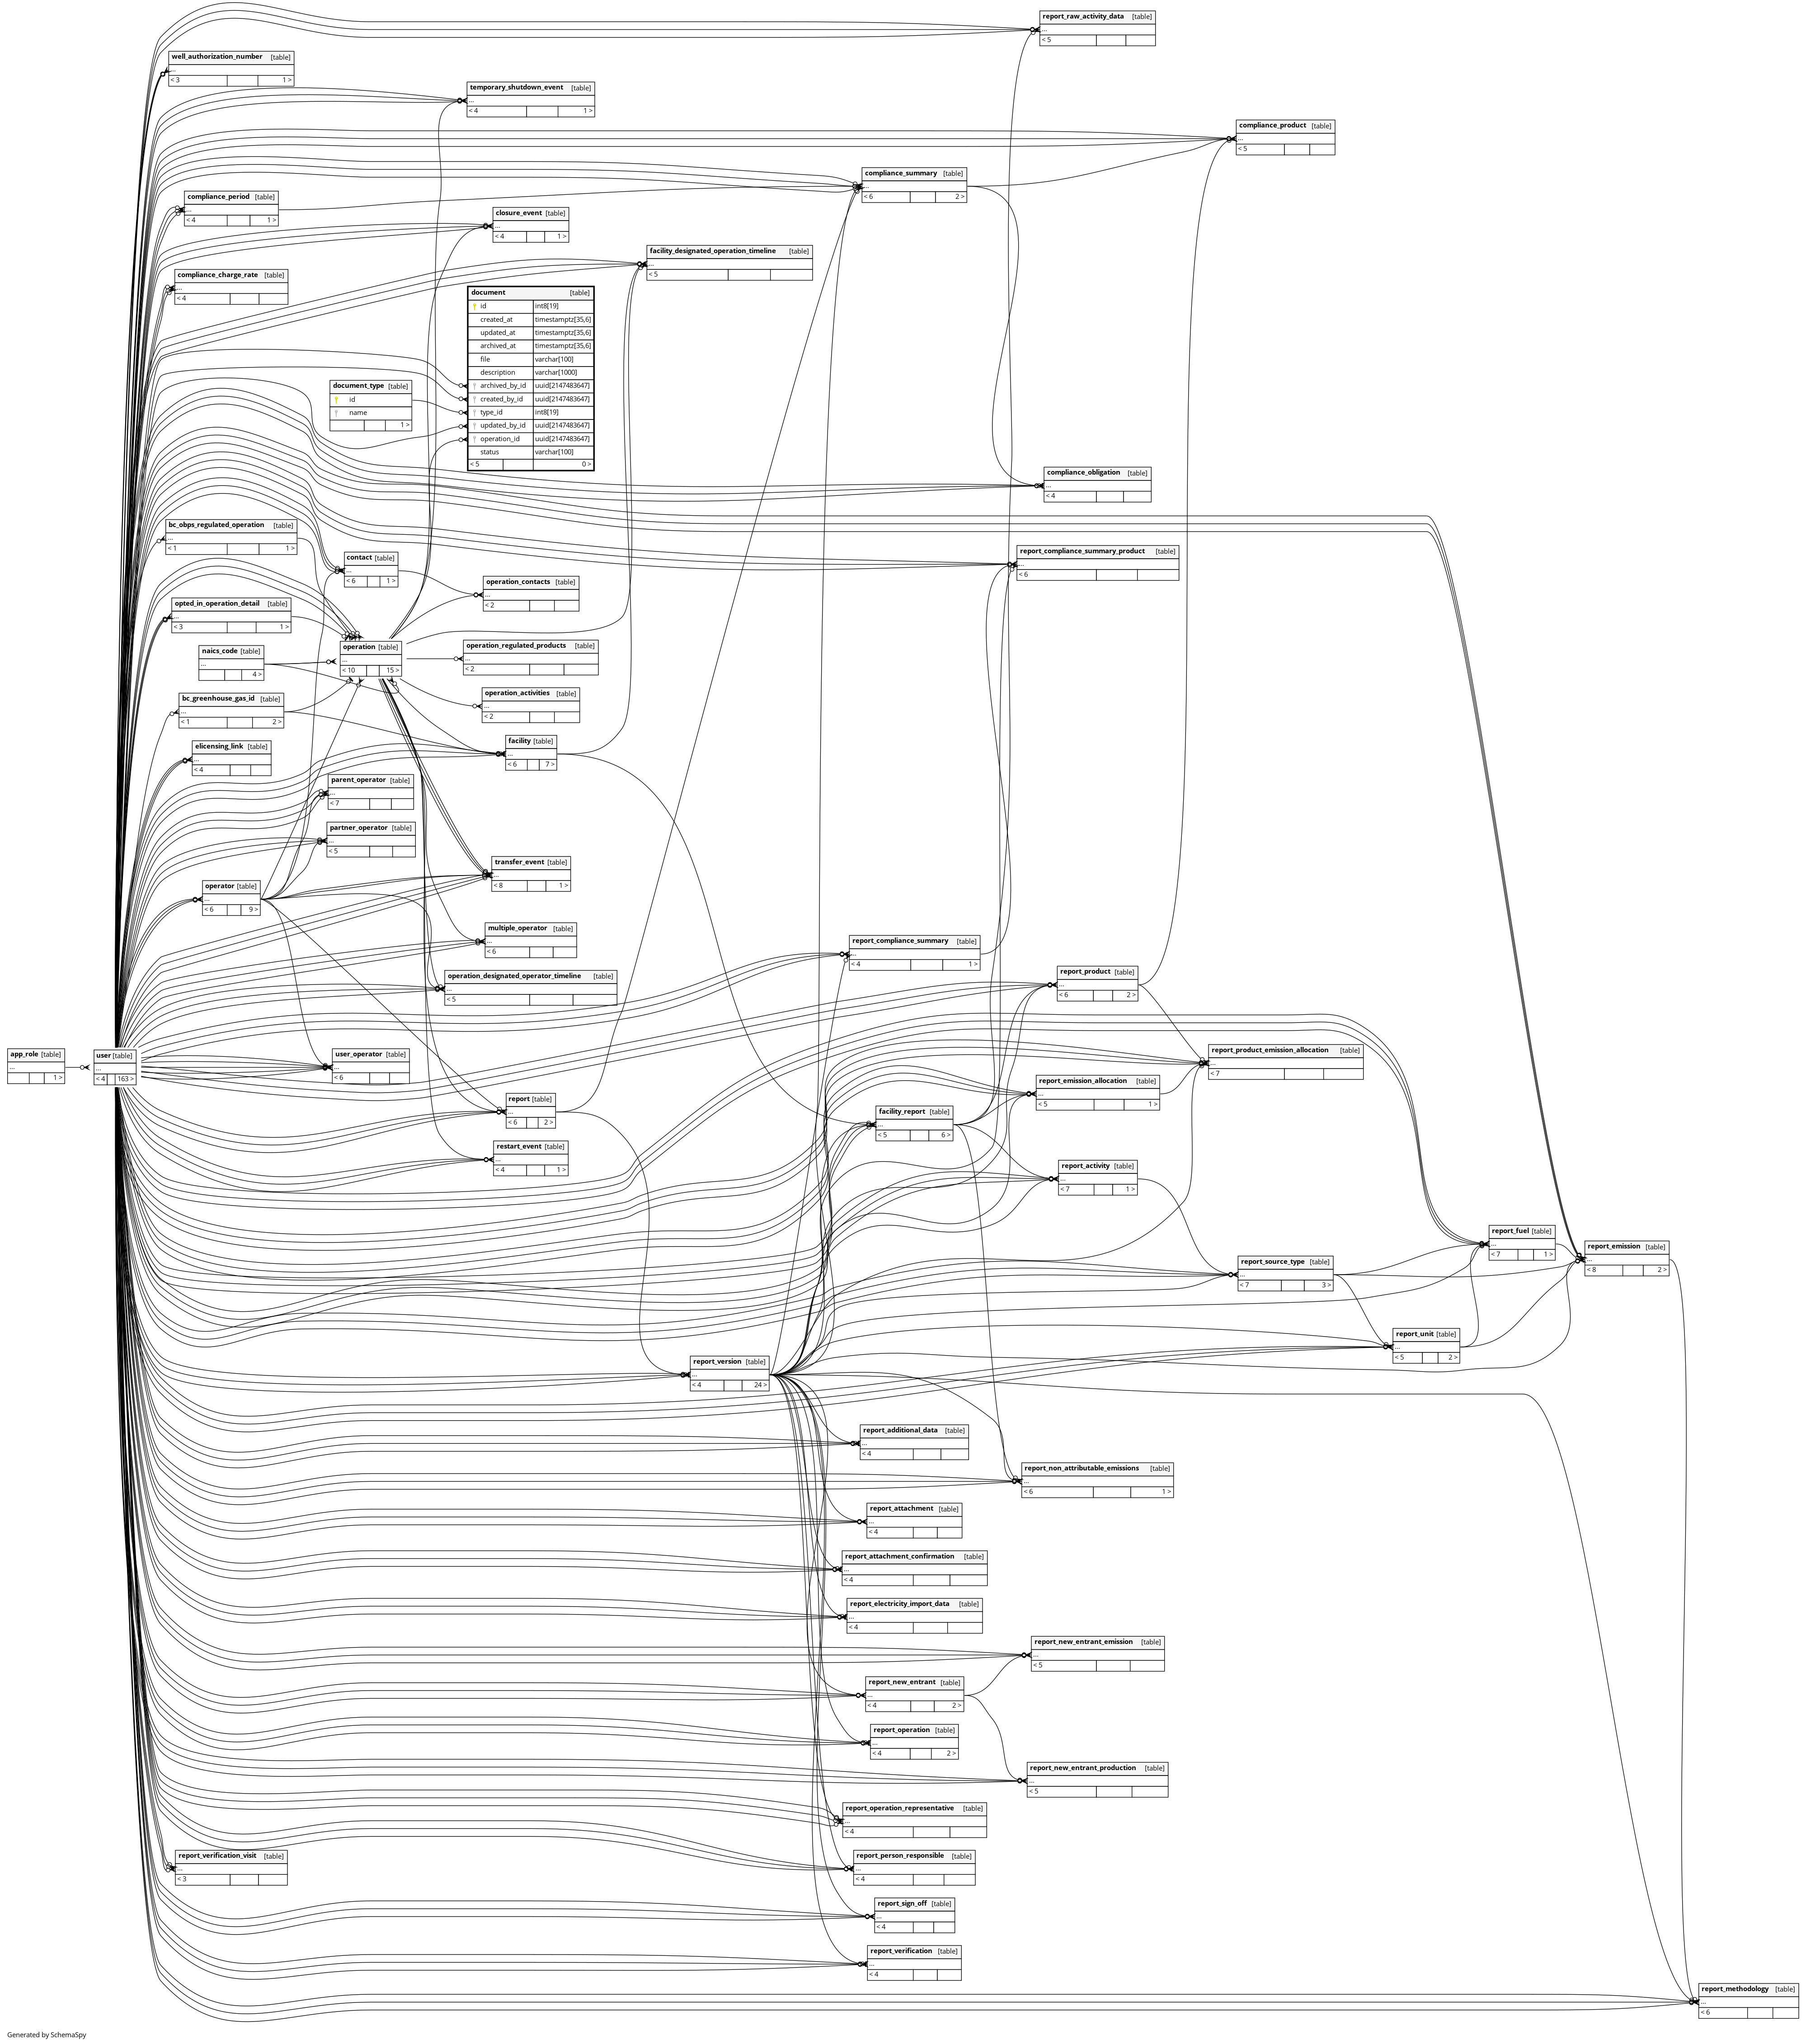 report_raw_activity_data [table]
...
< 5
well_authorization_number [table]
...
< 3 1 >
temporary_shutdown_event [table]
...
< 4 1 >
compliance_product [table]
...
< 5
compliance_summary [table]
...
< 6 2 >
compliance_period [table]
...
< 4 1 >
closure_event [table]
...
< 4 1 >
facility_designated_operation_timeline [table]
...
< 5
compliance_charge_rate [table]
...
< 4
document [table]
id int8[19]
created_at timestamptz[35,6]
updated_at timestamptz[35,6]
archived_at timestamptz[35,6]
file varchar[100]
description varchar[1000]
archived_by_id uuid[2147483647]
created_by_id uuid[2147483647]
type_id int8[19]
updated_by_id uuid[2147483647]
operation_id uuid[2147483647]
status varchar[100]
< 5 0 >
document_type [table]
id
name
1 >
compliance_obligation [table]
...
< 4
bc_obps_regulated_operation [table]
...
< 1 1 >
contact [table]
...
< 6 1 >
report_compliance_summary_product [table]
...
< 6
operation_contacts [table]
...
< 2
opted_in_operation_detail [table]
...
< 3 1 >
operation [table]
...
< 10 15 >
operation_regulated_products [table]
...
< 2
naics_code [table]
...
4 >
operation_activities [table]
...
< 2
bc_greenhouse_gas_id [table]
...
< 1 2 >
facility [table]
...
< 6 7 >
elicensing_link [table]
...
< 4
parent_operator [table]
...
< 7
partner_operator [table]
...
< 5
transfer_event [table]
...
< 8 1 >
operator [table]
...
< 6 9 >
multiple_operator [table]
...
< 6
report_compliance_summary [table]
...
< 4 1 >
operation_designated_operator_timeline [table]
...
< 5
report_product [table]
...
< 6 2 >
app_role [table]
...
1 >
user [table]
...
< 4 163 >
user_operator [table]
...
< 6
report_product_emission_allocation [table]
...
< 7
report_emission_allocation [table]
...
< 5 1 >
report [table]
...
< 6 2 >
facility_report [table]
...
< 5 6 >
restart_event [table]
...
< 4 1 >
report_activity [table]
...
< 7 1 >
report_fuel [table]
...
< 7 1 >
report_emission [table]
...
< 8 2 >
report_source_type [table]
...
< 7 3 >
report_unit [table]
...
< 5 2 >
report_version [table]
...
< 4 24 >
report_additional_data [table]
...
< 4
report_non_attributable_emissions [table]
...
< 6 1 >
report_attachment [table]
...
< 4
report_attachment_confirmation [table]
...
< 4
report_electricity_import_data [table]
...
< 4
report_new_entrant_emission [table]
...
< 5
report_new_entrant [table]
...
< 4 2 >
report_operation [table]
...
< 4 2 >
report_new_entrant_production [table]
...
< 5
report_operation_representative [table]
...
< 4
report_verification_visit [table]
...
< 3
report_person_responsible [table]
...
< 4
report_sign_off [table]
...
< 4
report_verification [table]
...
< 4
report_methodology [table]
...
< 6
Generated by SchemaSpy